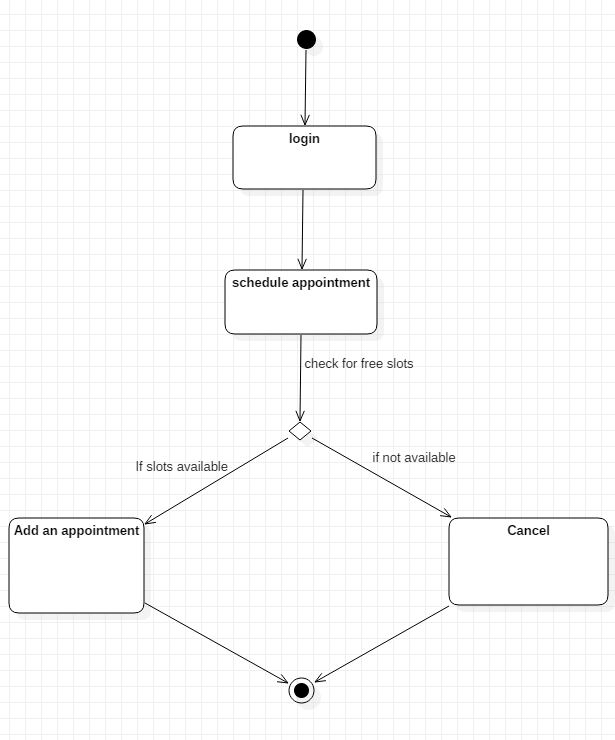 login
schedule appointment
check for free slots
If slots available
if not available
Add an appointment
Cancel